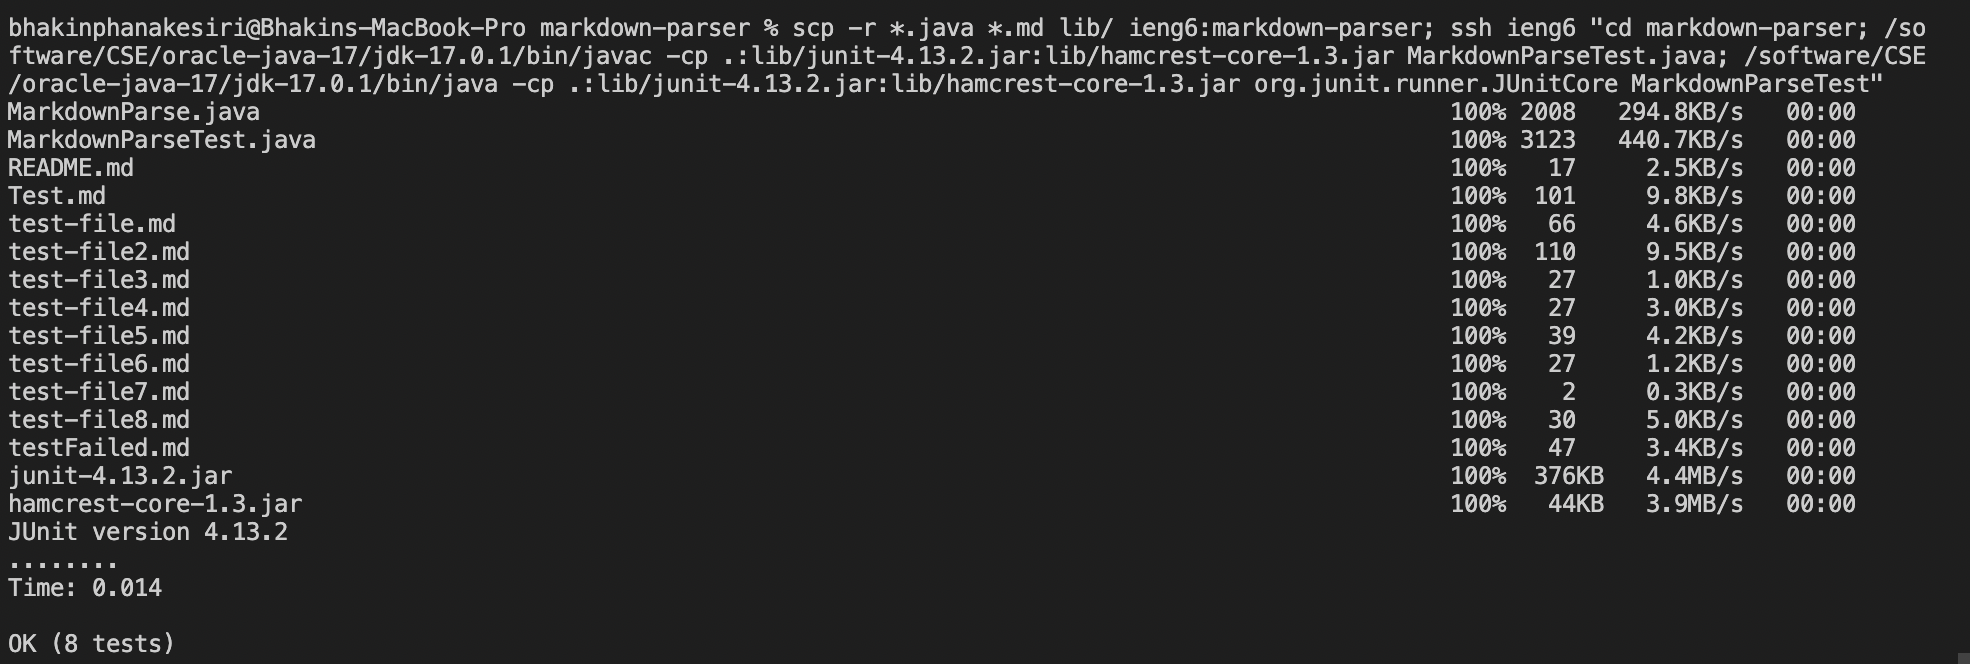 bhakinphanakesiri@Bhakins-MacBook-Pro markdown-parser % scp -r *.java *.md lib/ ieng6:markdown-parser; ssh ieng6 "cd markdown-parser; /so
ftware/CSE/oracle-java-17/jdk-17.0.1/bin/javac -cp .:lib/junit-4.13.2.jar:lib/hamcrest-core-1.3.jar MarkdownParseTest.java; /software/CSE
/oracle-java-17/jdk-17.0.1/bin/java -cp .:lib/junit-4.13.2.jar:lib/hamcrest-core-1.3.jar org.junit.runner.JUnitCore MarkdownParseTest"
MarkdownParse.java 100% 2008 294.8KB/s 00:00
MarkdownParseTest.java 100% 3123 440.7KB/s 00:00
README.md 100% 17 2.5KB/s 00:00
Test.md 100% 101 9.8KB/s 00:00
test-file.md 100% 66 4.6KB/s 00:00
test-file2.md 100% 110 9.5KB/s 00:00
test-file3.md 100% 27 1.0KB/s 00:00
test-file4.md 100% 27 3.0KB/s 00:00
test-file5.md 100% 39 4.2KB/s 00:00
test-file6.md 100% 27 1.2KB/s 00:00
test-file7.md 100% 2 0.3KB/s 00:00
test-file8.md 100% 30 5.0KB/s 00:00
testFailed.md 100% 47 3.4KB/s 00:00
junit-4.13.2.jar 100% 376KB 4.4MB/s 00:00
hamcrest-core-1.3.jar 100% 44KB 3.9MB/s 00:00
JUnit version 4.13.2
........
Time: 0.014
OK (8 tests)